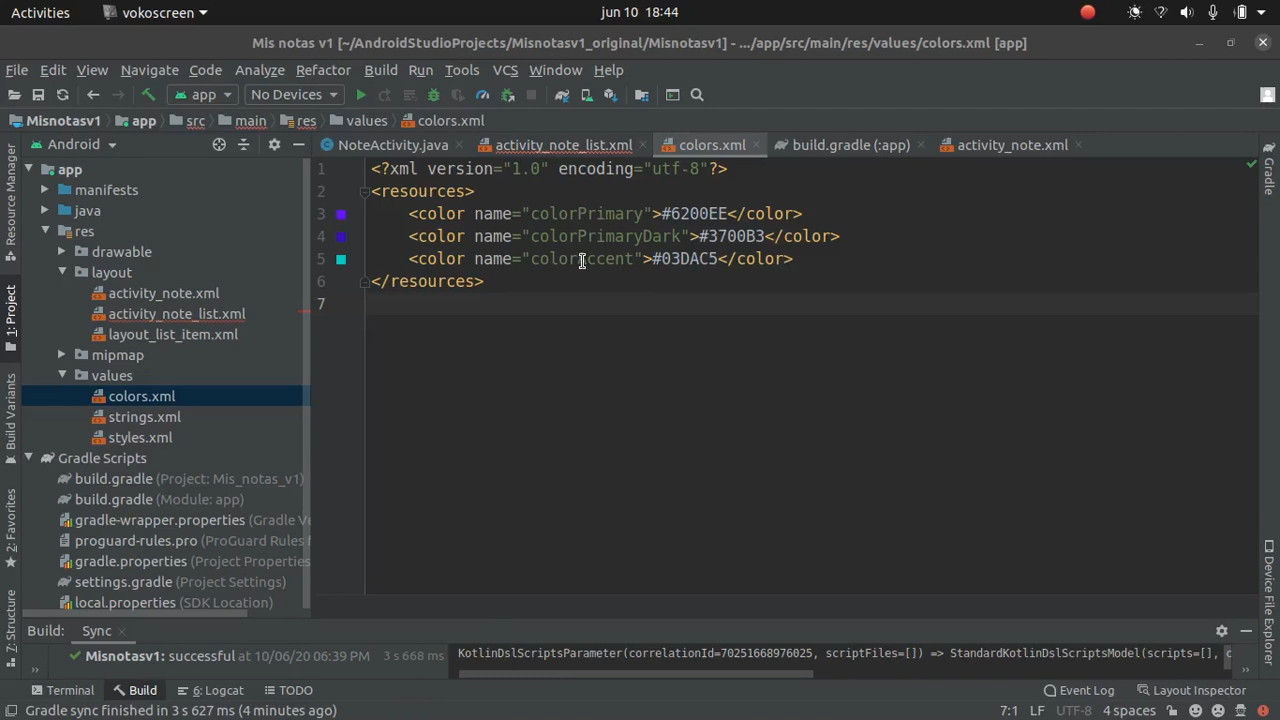 Activities vokoscreen jun 10 18:44
Mis notas v1 [~/AndroidStudioProjects/Misnotasv1_original/Misnotasv1] - .../app/src/main/res/values/colors.xml [app]
File Edit View Navigate Code Analyze Refactor Build Run Tools VCS Window Help
app No Devices
Misnotasv1 app src main res values colors.xml
Android
NoteActivity.java activity_note_list.xml colors.xml build.gradle (:app) activity_note.xml
Resource Manager
1: Project
Build Variants
2: Favorites
7: Structure
app
manifests
java
res
drawable
layout
activity_note.xml
activity_note_list.xml
layout_list_item.xml
mipmap
values
colors.xml
strings.xml
styles.xml
Gradle Scripts
build.gradle (Project: Mis_notas_v1)
build.gradle (Module: app)
gradle-wrapper.properties (Gradle Ve
proguard-rules.pro (ProGuard Rules
gradle.properties (Project Properties
settings.gradle (Project Settings)
local.properties (SDK Location)
1 <?xml version="1.0" encoding="utf-8"?>
2 <resources>
3 <color name="colorPrimary">#6200EE</color>
4 <color name="colorPrimaryDark">#3700B3</color>
5 <color name="colorAccent">#03DAC5</color>
6 </resources>
7
Gradle
Device File Explorer
Build: Sync
Misnotasv1: successful at 10/06/20 06:39 PM 3 s 668 ms
KotlinDslScriptsParameter(correlationId=70251668976025, scriptFiles=[]) => StandardKotlinDslScriptsModel(scripts=[], c
Terminal Build 6: Logcat TODO Event Log Layout Inspector
Gradle sync finished in 3 s 627 ms (4 minutes ago) 7:1 LF UTF-8 4 spaces